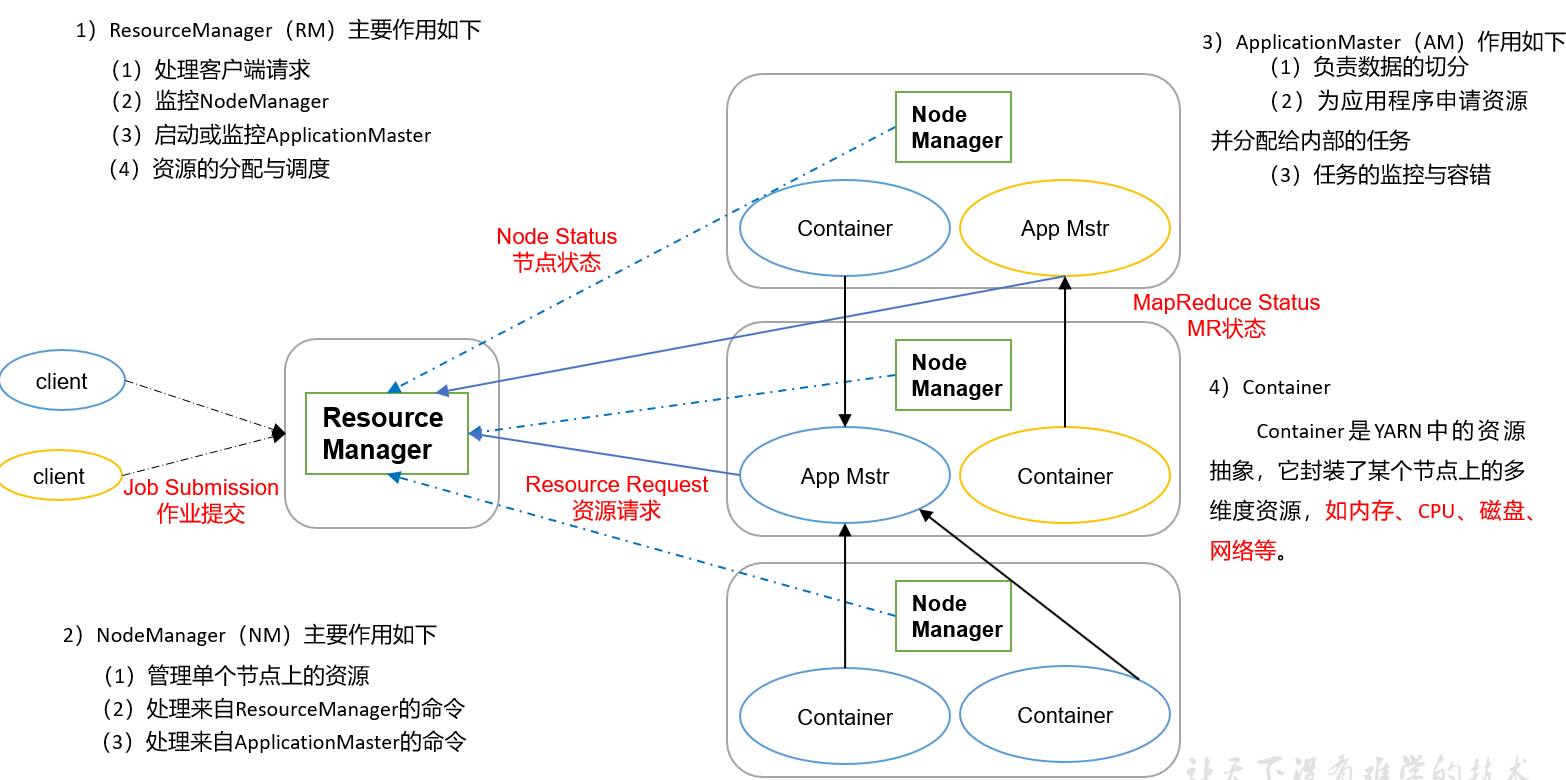 1）ResourceManager（RM）主要作用如下
（1）处理客户端请求
（2）监控NodeManager
（3）启动或监控ApplicationMaster
（4）资源的分配与调度
3）ApplicationMaster（AM）作用如下
（1）负责数据的切分
（2）为应用程序申请资源
并分配给内部的任务
（3）任务的监控与容错
Node
Manager
Container
App Mstr
Node Status
节点状态
MapReduce Status
MR状态
client
client
Job Submission
作业提交
Resource
Manager
Node
Manager
App Mstr
Container
Resource Request
资源请求
4）Container
Container是YARN中的资源
抽象，它封装了某个节点上的多
维度资源，如内存、CPU、磁盘、
网络等。
2）NodeManager（NM）主要作用如下
（1）管理单个节点上的资源
（2）处理来自ResourceManager的命令
（3）处理来自ApplicationMaster的命令
Node
Manager
Container
Container
让天下没有难学的技术